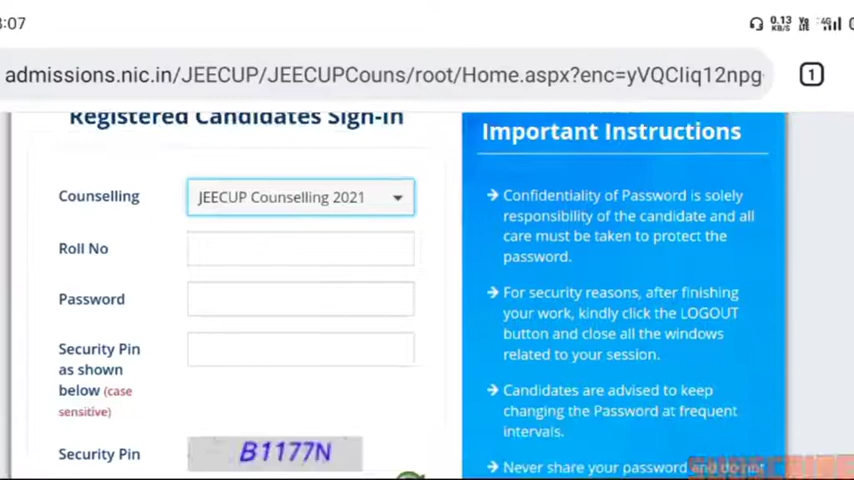 :07
0.13
KB/S
4G
admissions.nic.in/JEECUP/JEECUPCouns/root/Home.aspx?enc=yVQCIiq12npg
1
Registered Candidates Sign-In
Counselling
JEECUP Counselling 2021
Roll No
Password
Security Pin
as shown
below (case
sensitive)
Security Pin
B1177N
Important Instructions
Confidentiality of Password is solely
responsibility of the candidate and all
care must be taken to protect the
password.
For security reasons, after finishing
your work, kindly click the LOGOUT
button and close all the windows
related to your session.
Candidates are advised to keep
changing the Password at frequent
intervals.
Never share your password and do not